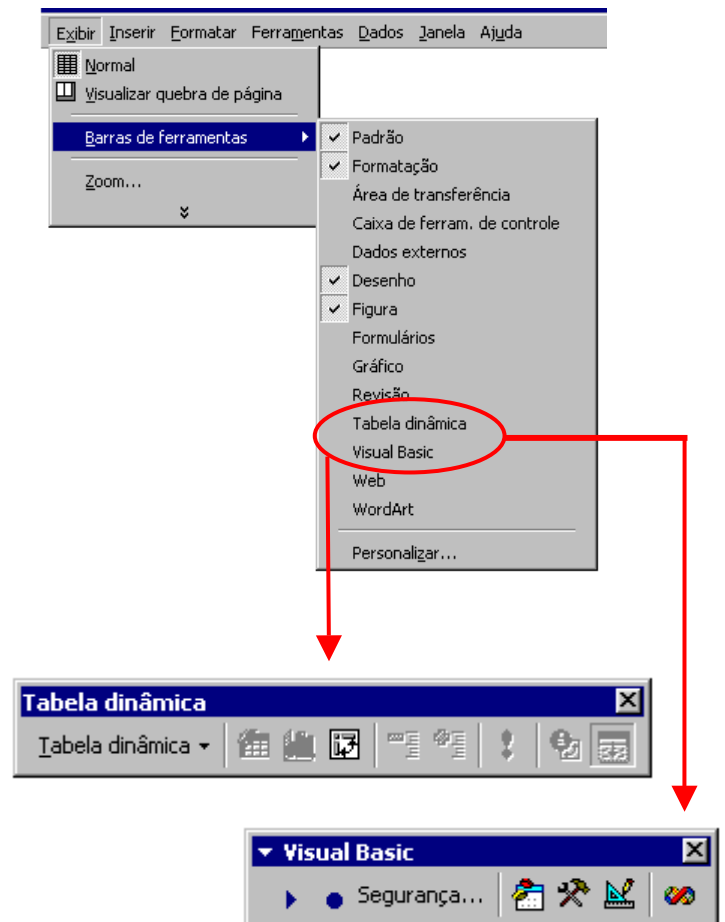 Exibir Inserir Formatar Ferramentas Dados Janela Ajuda
Normal
Visualizar quebra de página
Barras de ferramentas
Zoom...
Padrão
Formatação
Área de transferência
Caixa de ferram. de controle
Dados externos
Desenho
Figura
Formulários
Gráfico
Revisão
Tabela dinâmica
Visual Basic
Web
WordArt
Personalizar...
Tabela dinâmica
Tabela dinâmica
Visual Basic
Segurança...